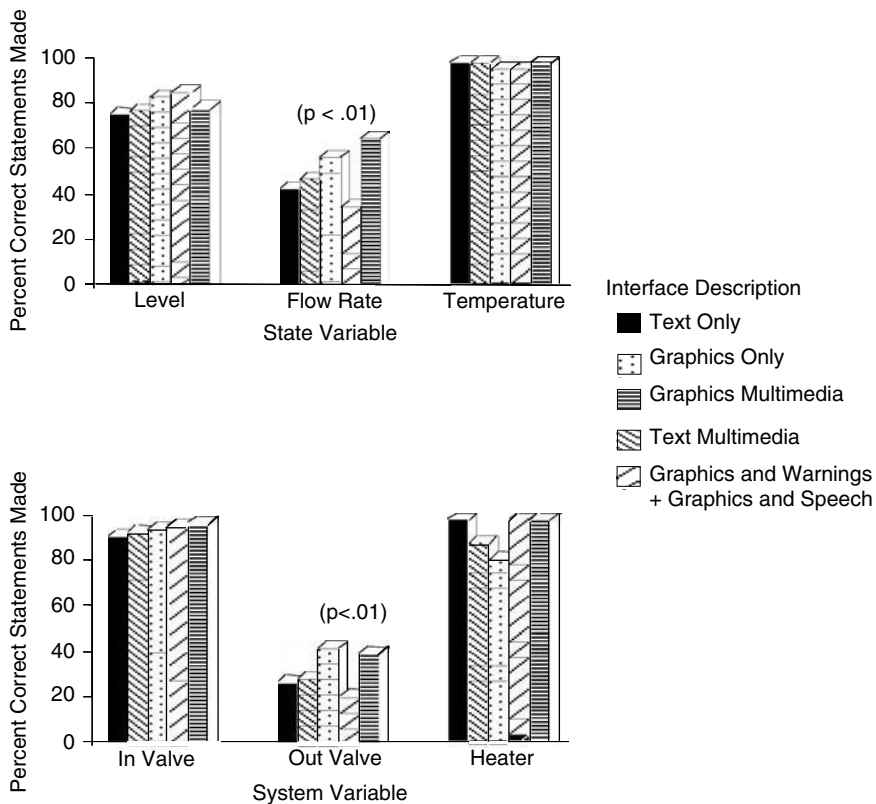 Percent Correct Statements Made
100
80
60
40
20
0
(p < .01)
Level
Flow Rate
Temperature
State Variable
Interface Description
Text Only
Graphics Only
Graphics Multimedia
Text Multimedia
Graphics and Warnings
+ Graphics and Speech
Percent Correct Statements Made
100
80
60
40
20
0
(p<.01)
In Valve
Out Valve
Heater
System Variable